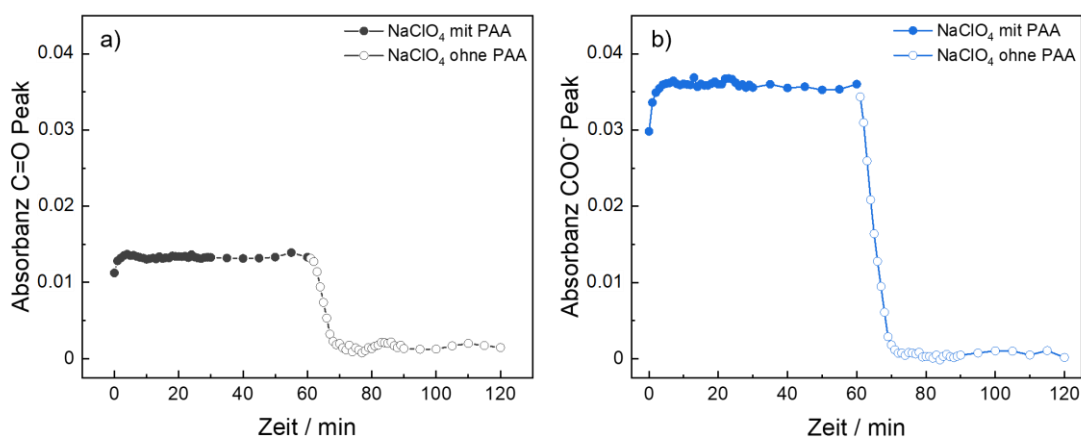 a)
NaClO₄ mit PAA
NaClO₄ ohne PAA
Absorbanz C=O Peak
0.04
0.03
0.02
0.01
0
0 20 40 60 80 100 120
Zeit / min
b)
NaClO₄ mit PAA
NaClO₄ ohne PAA
Absorbanz COO⁻ Peak
0.04
0.03
0.02
0.01
0
0 20 40 60 80 100 120
Zeit / min